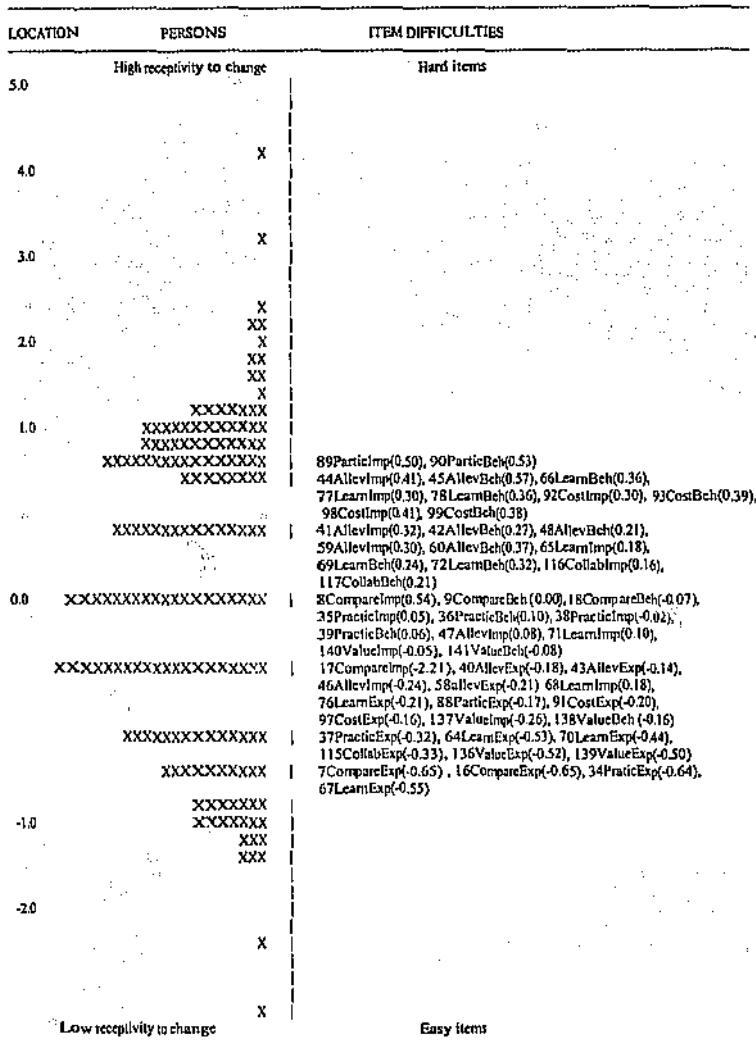 LOCATION PERSONS ITEM DIFFICULTIES
High receptivity to change Hard items
5.0
X
4.0
X
3.0
X
XX
2.0 X
XX
XX
X
XXXXXXX
1.0 XXXXXXXXXXXX
XXXXXXXXXXXX
XXXXXXXXXXXXXXXX 89ParticImp(0.50), 90ParticBeh(0.53)
XXXXXXXX 44AllevImp(0.41), 45AllevBeh(0.57), 66LearnBeh(0.36),
77LearnImp(0.30), 78LearnBeh(0.36), 92CostImp(0.30), 93CostBeh(0.39),
98CostImp(0.41), 99CostBeh(0.38)
XXXXXXXXXXXXXXX 41AllevImp(0.32), 42AllevBeh(0.27), 48AllevBeh(0.21),
59AllevImp(0.30), 60AllevBeh(0.37), 65LearnImp(0.18),
69LearnBeh(0.24), 72LearnBeh(0.32), 116CollabImp(0.16),
117CollabBeh(0.21)
0.0 XXXXXXXXXXXXXXXXXXXX 8CompareImp(0.54), 9CompareBeh(0.00), 18CompareBeh(-0.07),
35PracticImp(0.05), 36PracticBeh(0.10), 38PracticImp(-0.02),
39PracticBeh(0.06), 47AllevImp(0.08), 71LearnImp(0.10),
140ValueImp(-0.05), 141ValueBeh(-0.08)
XXXXXXXXXXXXXXXXXXXXX 17CompareImp(-2.21), 40AllevExp(-0.18), 43AllevExp(-0.14),
46AllevImp(-0.24), 58allevExp(-0.21) 68LearnImp(0.18),
76LearnExp(-0.21), 88ParticExp(-0.17), 91CostExp(-0.20),
97CostExp(-0.16), 137ValueImp(-0.26), 138ValueBeh (-0.16)
XXXXXXXXXXXXXX 37PracticExp(-0.32), 64LearnExp(-0.53), 70LearnExp(-0.44),
115CollabExp(-0.33), 136ValueExp(-0.52), 139ValueExp(-0.50)
XXXXXXXXXX 7CompareExp(-0.65) , 16CompareExp(-0.65), 34PraticExp(-0.64),
67LearnExp(-0.55)
XXXXXXX
-1.0 XXXXXXX
XXX
XXX
-2.0
X
X
Low receptivity to change Easy items